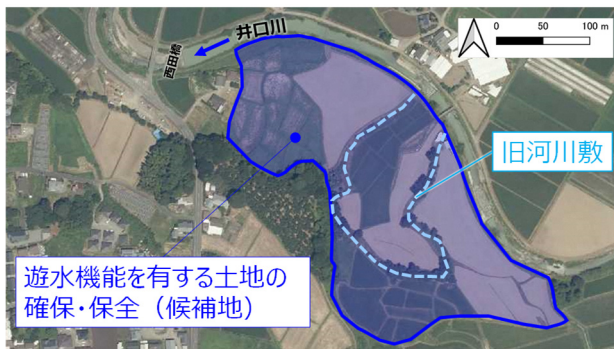 井口川
西田橋
0 50 100 m
旧河川敷
遊水機能を有する土地の
確保・保全（候補地）